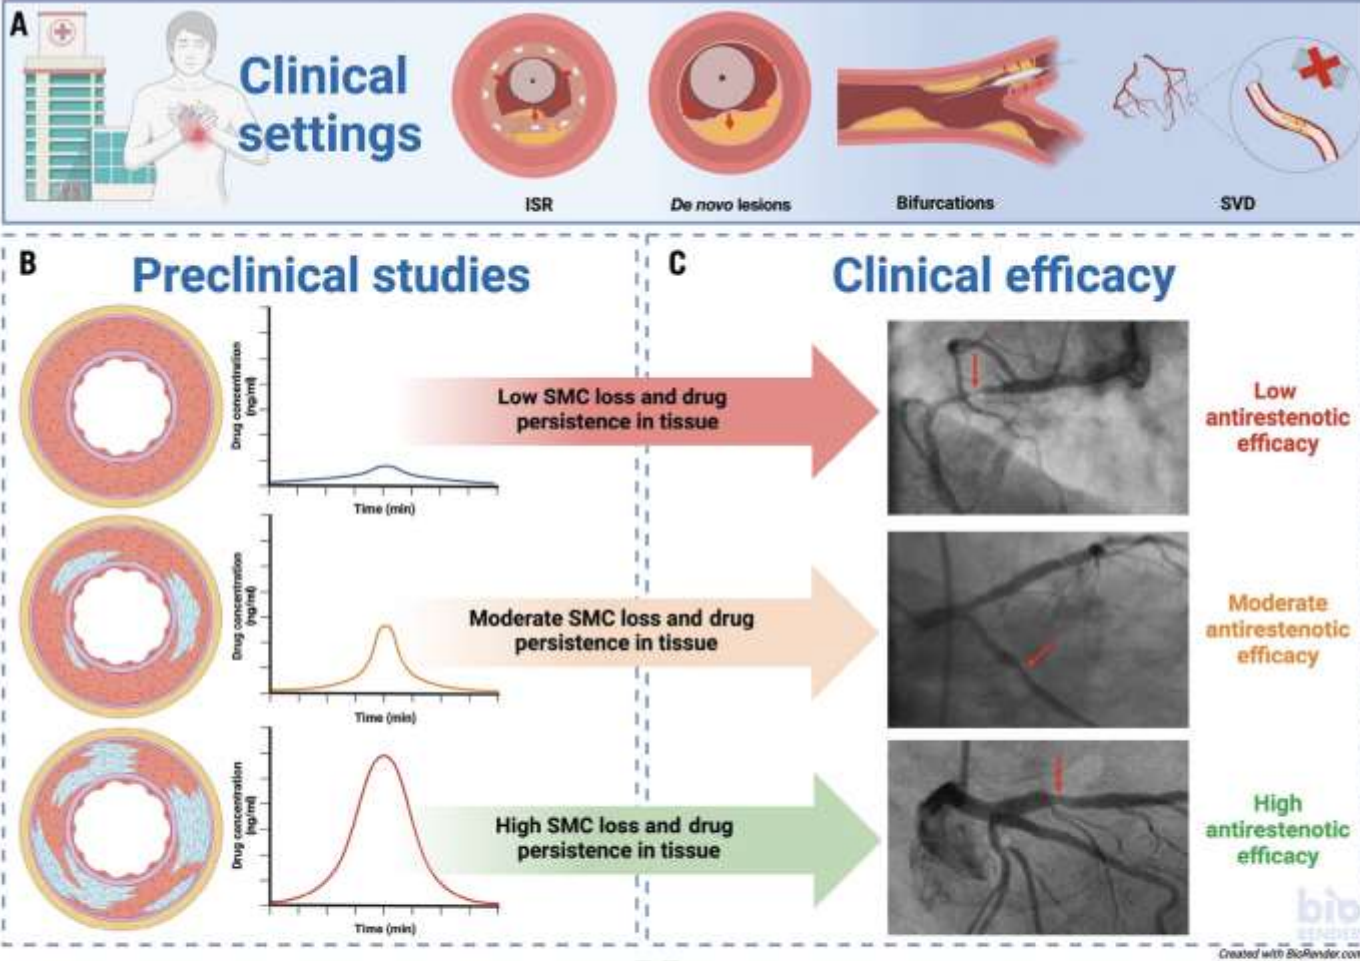 A
Clinical
settings
ISR
De novo lesions
Bifurcations
SVD
B
Preclinical studies
C
Clinical efficacy
Drug concentration
(ng/ml)
Time (min)
Low SMC loss and drug
persistence in tissue
Low
antirestenotic
efficacy
Drug concentration
(ng/ml)
Time (min)
Moderate SMC loss and drug
persistence in tissue
Moderate
antirestenotic
efficacy
Drug concentration
(ng/ml)
Time (min)
High SMC loss and drug
persistence in tissue
High
antirestenotic
efficacy
bio
RENDER
Created with BioRender.com